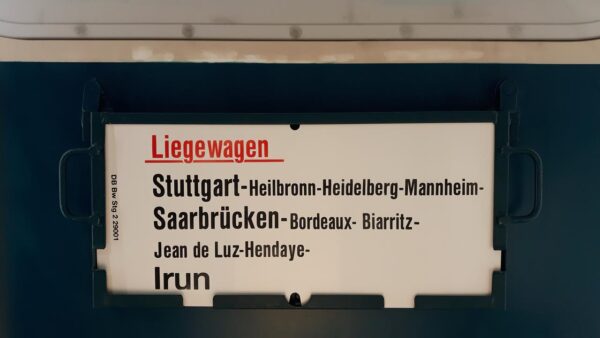 Liegewagen
Stuttgart-Heilbronn-Heidelberg-Mannheim-
Saarbrücken-Bordeaux- Biarritz-
Jean de Luz-Hendaye-
Irun
DB Bw Stg 2 29001